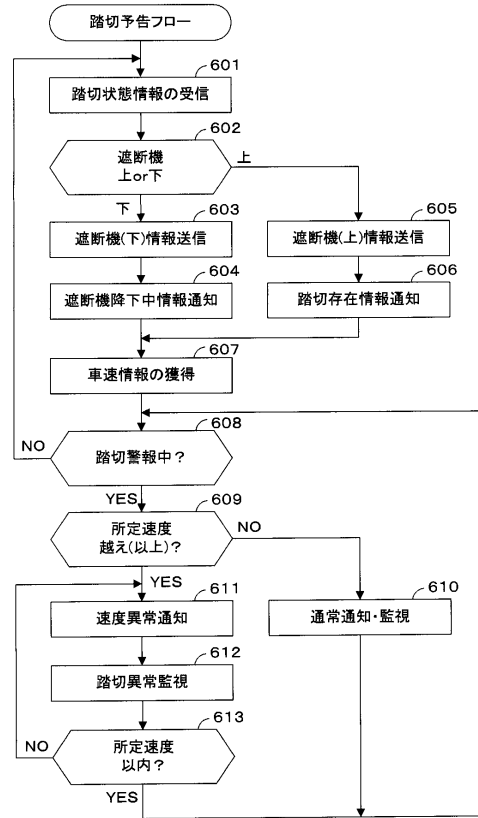 踏切予告フロー
601
踏切状態情報の受信
602
遮断機
上or下
上
下
603
遮断機(下)情報送信
605
遮断機(上)情報送信
604
遮断機降下中情報通知
606
踏切存在情報通知
607
車速情報の獲得
608
踏切警報中？
NO
YES
609
所定速度
越え(以上)？
NO
YES
611
速度異常通知
610
通常通知・監視
612
踏切異常監視
613
所定速度
以内？
NO
YES